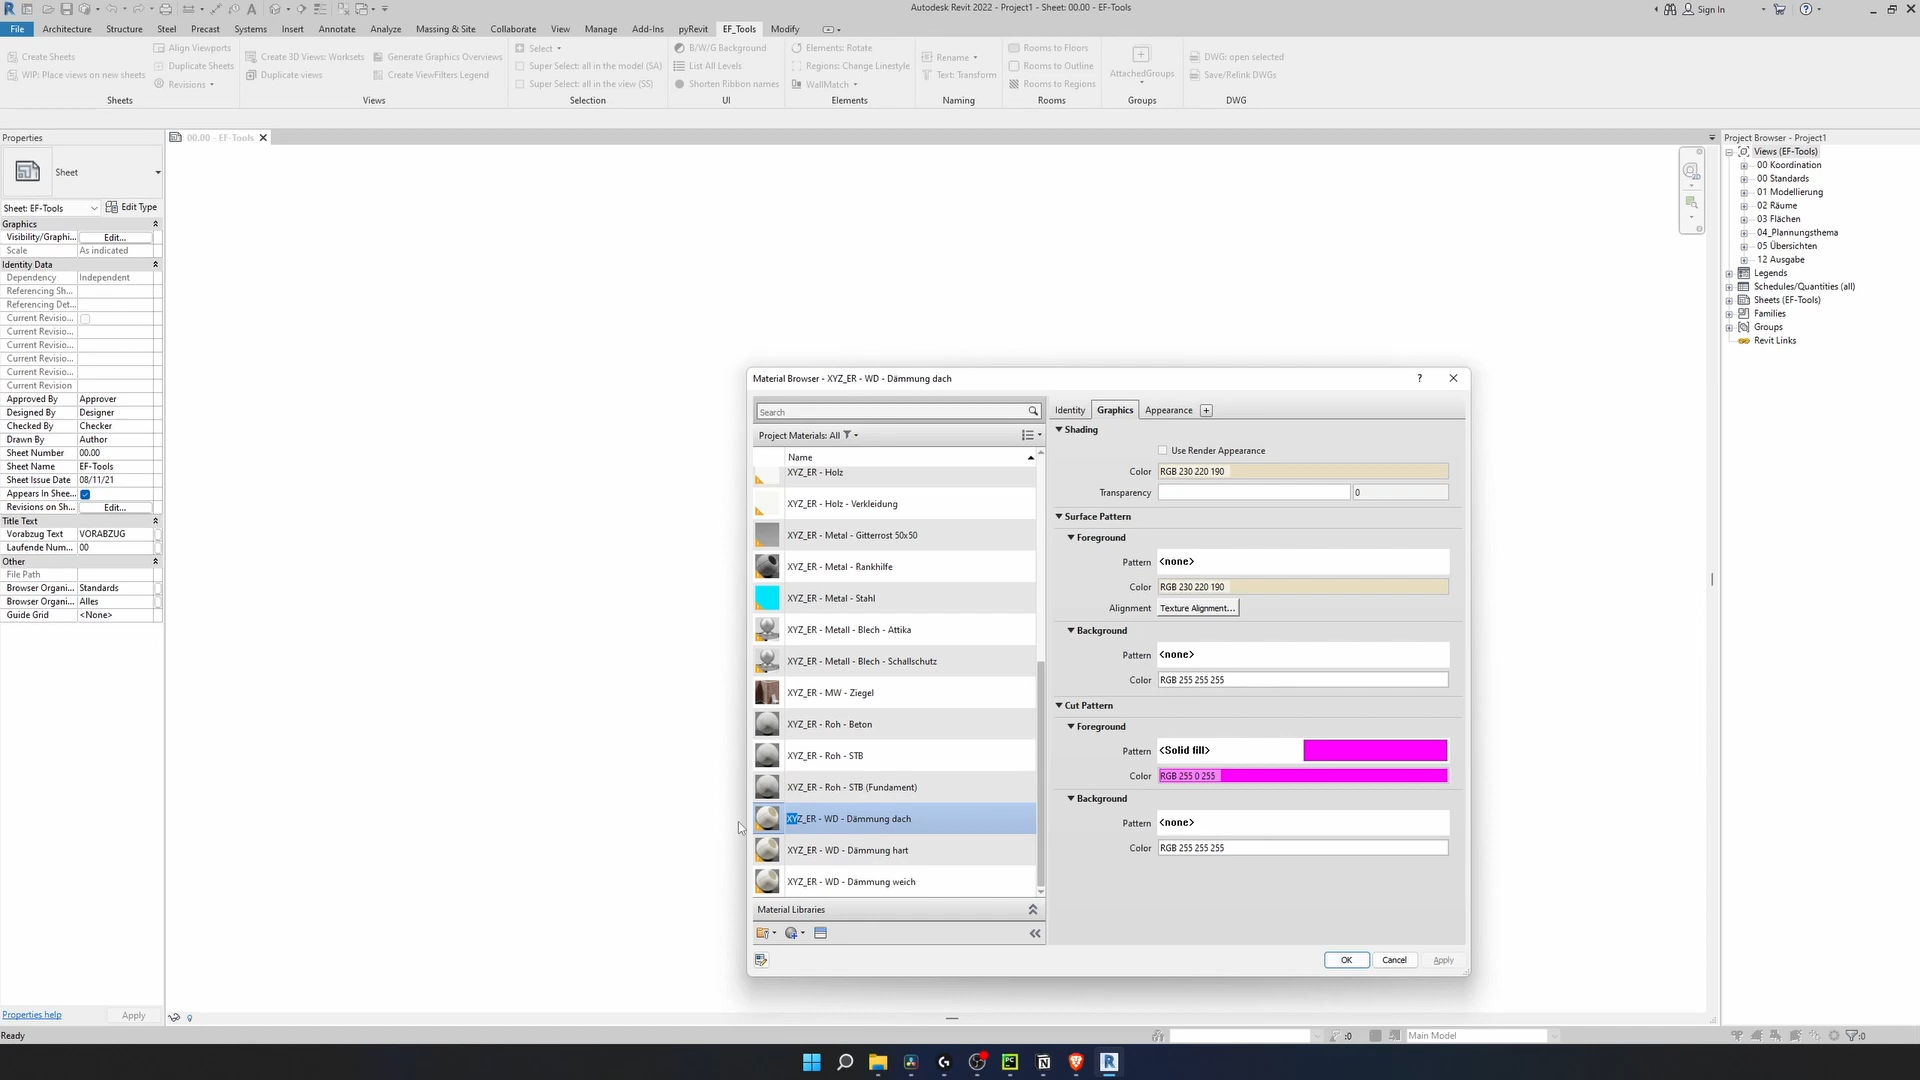 Autodesk Revit 2022 - Project1 - Sheet: 00.00 - EF-Tools
Sign In
File Architecture Structure Steel Precast Systems Insert Annotate Analyze Massing & Site Collaborate View Manage Add-Ins pyRevit EF_Tools Modify
Create Sheets
WIP: Place views on new sheets
Align Viewports
Duplicate Sheets
Revisions
Sheets
Create 3D Views: Worksets
Duplicate views
Generate Graphics Overviews
Create ViewFilters Legend
Views
Select
Super Select: all in the model (SA)
Super Select: all in the view (SS)
Selection
B/W/G Background
List All Levels
Shorten Ribbon names
UI
Elements: Rotate
Regions: Change Linestyle
WallMatch
Elements
Rename
Text: Transform
Naming
Rooms to Floors
Rooms to Outline
Rooms to Regions
Rooms
AttachedGroups
Groups
DWG: open selected
Save/Relink DWGs
DWG
Properties
Sheet
Sheet: EF-Tools
Edit Type
Graphics
Visibility/Graphi... Edit...
Scale As indicated
Identity Data
Dependency Independent
Referencing Sh...
Referencing Det...
Current Revisio...
Current Revisio...
Current Revisio...
Current Revisio...
Current Revisio...
Current Revision
Approved By Approver
Designed By Designer
Checked By Checker
Drawn By Author
Sheet Number 00.00
Sheet Name EF-Tools
Sheet Issue Date 08/11/21
Appears In Shee...
Revisions on Sh... Edit...
Title Text
Vorabzug Text VORABZUG
Laufende Num... 00
Other
File Path
Browser Organi... Standards
Browser Organi... Alles
Guide Grid <None>
Properties help
Apply
00.00 - EF-Tools
Material Browser - XYZ_ER - WD - Dämmung dach
?
Search
Project Materials: All
Name
XYZ_ER - Holz
XYZ_ER - Holz - Verkleidung
XYZ_ER - Metal - Gitterrost 50x50
XYZ_ER - Metal - Rankhilfe
XYZ_ER - Metal - Stahl
XYZ_ER - Metall - Blech - Attika
XYZ_ER - Metall - Blech - Schallschutz
XYZ_ER - MW - Ziegel
XYZ_ER - Roh - Beton
XYZ_ER - Roh - STB
XYZ_ER - Roh - STB (Fundament)
XYZ_ER - WD - Dämmung dach
XYZ_ER - WD - Dämmung hart
XYZ_ER - WD - Dämmung weich
Material Libraries
Identity Graphics Appearance
Shading
Use Render Appearance
Color RGB 230 220 190
Transparency 0
Surface Pattern
Foreground
Pattern <none>
Color RGB 230 220 190
Alignment Texture Alignment...
Background
Pattern <none>
Color RGB 255 255 255
Cut Pattern
Foreground
Pattern <Solid fill>
Color RGB 255 0 255
Background
Pattern <none>
Color RGB 255 255 255
OK Cancel Apply
Project Browser - Project1
Views (EF-Tools)
00 Koordination
00 Standards
01 Modellierung
02 Räume
03 Flächen
04_Plannungsthema
05 Übersichten
12 Ausgabe
Legends
Schedules/Quantities (all)
Sheets (EF-Tools)
Families
Groups
Revit Links
Ready
:0
Main Model
:0